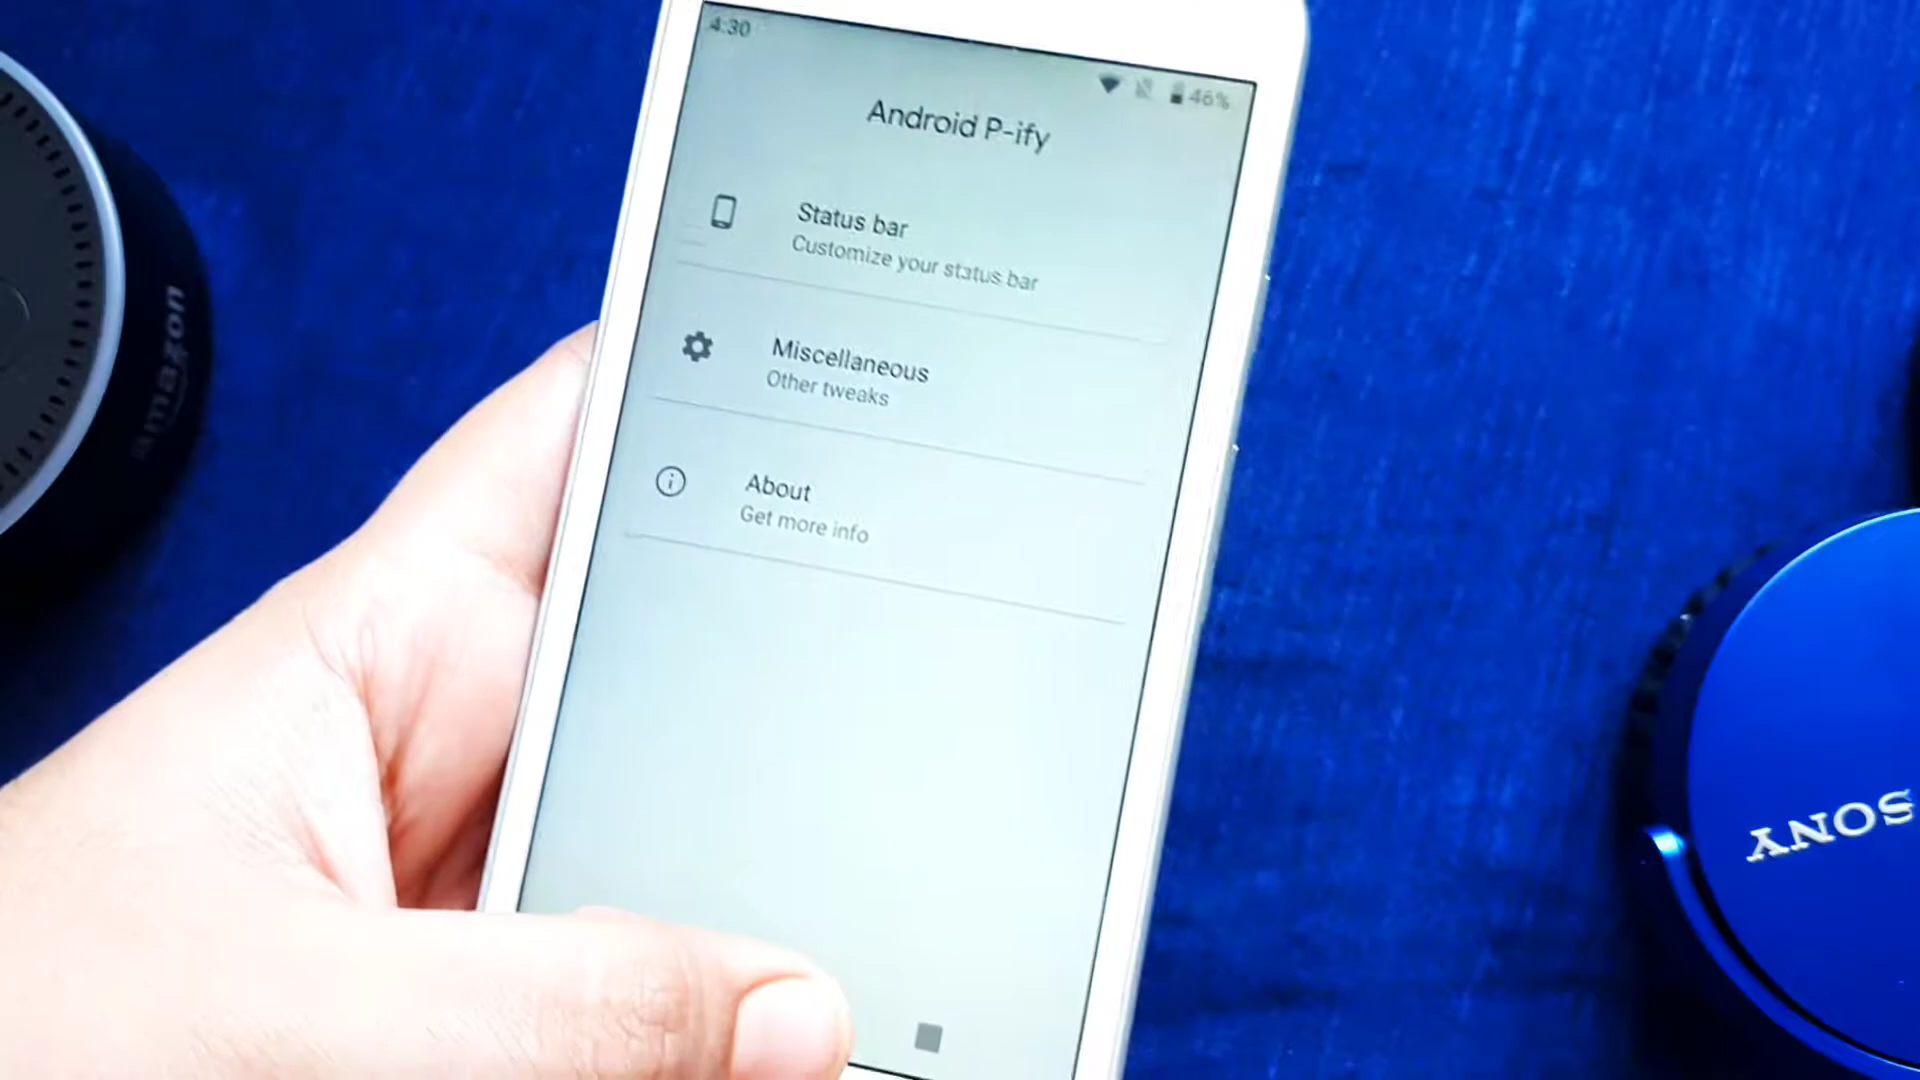 4:30
46%
Android P-ify
Status bar
Customize your status bar
Miscellaneous
Other tweaks
About
Get more info
amazon
SONY